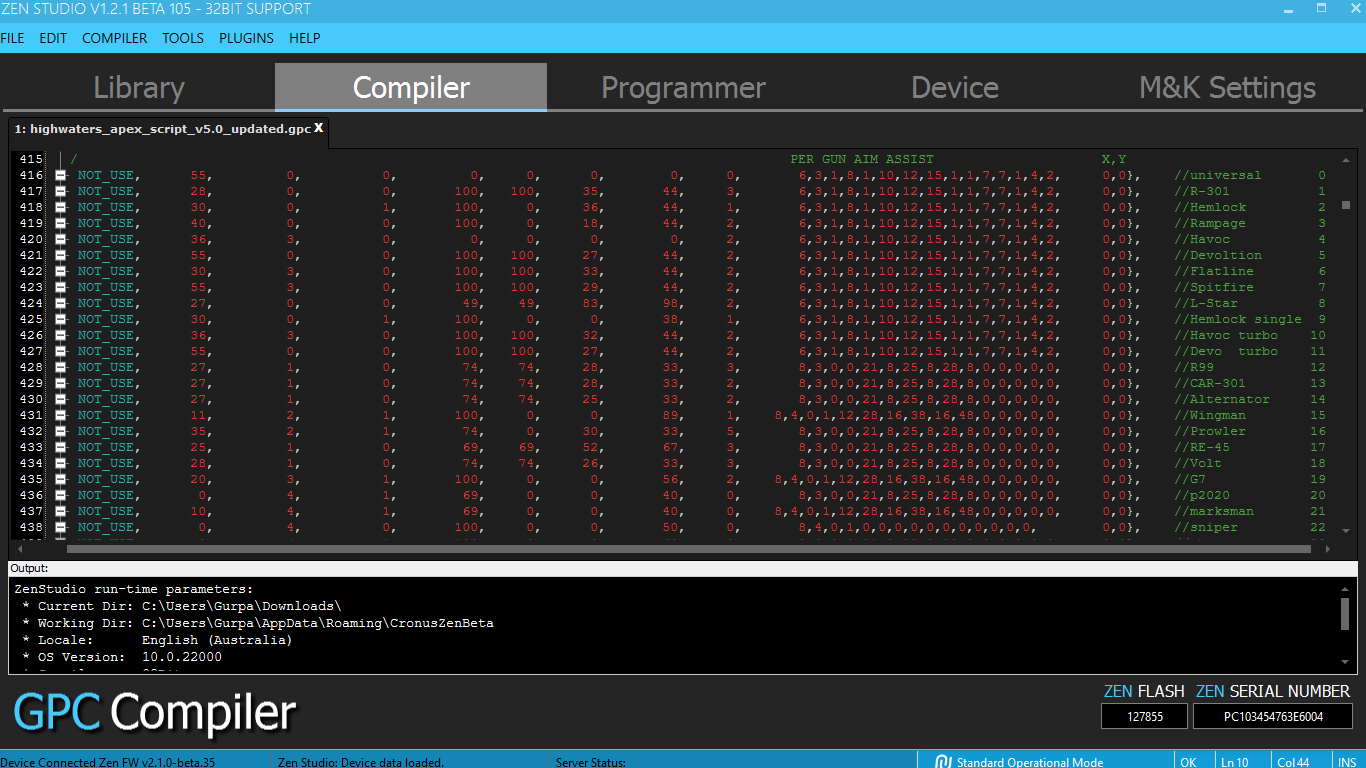 ZEN STUDIO V1.2.1 BETA 105 - 32BIT SUPPORT
FILE EDIT COMPILER TOOLS PLUGINS HELP
Library Compiler Programmer Device M&K Settings
1: highwaters_apex_script_v5.0_updated.gpc X
415 / PER GUN AIM ASSIST X,Y
416 NOT_USE, 55, 0, 0, 0, 0, 0, 0, 0, 6,3,1,8,1,10,12,15,1,1,7,7,1,4,2, 0,0}, //universal 0
417 NOT_USE, 28, 0, 0, 100, 100, 35, 44, 3, 6,3,1,8,1,10,12,15,1,1,7,7,1,4,2, 0,0}, //R-301 1
418 NOT_USE, 30, 0, 1, 100, 0, 36, 44, 1, 6,3,1,8,1,10,12,15,1,1,7,7,1,4,2, 0,0}, //Hemlock 2
419 NOT_USE, 40, 0, 0, 100, 0, 18, 44, 2, 6,3,1,8,1,10,12,15,1,1,7,7,1,4,2, 0,0}, //Rampage 3
420 NOT_USE, 36, 3, 0, 0, 0, 0, 0, 2, 6,3,1,8,1,10,12,15,1,1,7,7,1,4,2, 0,0}, //Havoc 4
421 NOT_USE, 55, 0, 0, 100, 100, 27, 44, 2, 6,3,1,8,1,10,12,15,1,1,7,7,1,4,2, 0,0}, //Devoltion 5
422 NOT_USE, 30, 3, 0, 100, 100, 33, 44, 2, 6,3,1,8,1,10,12,15,1,1,7,7,1,4,2, 0,0}, //Flatline 6
423 NOT_USE, 55, 3, 0, 100, 100, 29, 44, 2, 6,3,1,8,1,10,12,15,1,1,7,7,1,4,2, 0,0}, //Spitfire 7
424 NOT_USE, 27, 0, 0, 49, 49, 83, 98, 2, 6,3,1,8,1,10,12,15,1,1,7,7,1,4,2, 0,0}, //L-Star 8
425 NOT_USE, 30, 0, 1, 100, 0, 0, 38, 1, 6,3,1,8,1,10,12,15,1,1,7,7,1,4,2, 0,0}, //Hemlock single 9
426 NOT_USE, 36, 3, 0, 100, 100, 32, 44, 2, 6,3,1,8,1,10,12,15,1,1,7,7,1,4,2, 0,0}, //Havoc turbo 10
427 NOT_USE, 55, 0, 0, 100, 100, 27, 44, 2, 6,3,1,8,1,10,12,15,1,1,7,7,1,4,2, 0,0}, //Devo turbo 11
428 NOT_USE, 27, 1, 0, 74, 74, 28, 33, 3, 8,3,0,0,21,8,25,8,28,8,0,0,0,0,0, 0,0}, //R99 12
429 NOT_USE, 27, 1, 0, 74, 74, 28, 33, 2, 8,3,0,0,21,8,25,8,28,8,0,0,0,0,0, 0,0}, //CAR-301 13
430 NOT_USE, 27, 1, 0, 74, 74, 25, 33, 2, 8,3,0,0,21,8,25,8,28,8,0,0,0,0,0, 0,0}, //Alternator 14
431 NOT_USE, 11, 2, 1, 100, 0, 0, 89, 1, 8,4,0,1,12,28,16,38,16,48,0,0,0,0,0, 0,0}, //Wingman 15
432 NOT_USE, 35, 2, 1, 74, 0, 30, 33, 5, 8,3,0,0,21,8,25,8,28,8,0,0,0,0,0, 0,0}, //Prowler 16
433 NOT_USE, 25, 1, 0, 69, 69, 52, 67, 3, 8,3,0,0,21,8,25,8,28,8,0,0,0,0,0, 0,0}, //RE-45 17
434 NOT_USE, 28, 1, 0, 74, 74, 26, 33, 3, 8,3,0,0,21,8,25,8,28,8,0,0,0,0,0, 0,0}, //Volt 18
435 NOT_USE, 20, 3, 1, 100, 0, 0, 56, 2, 8,4,0,1,12,28,16,38,16,48,0,0,0,0,0, 0,0}, //G7 19
436 NOT_USE, 0, 4, 1, 69, 0, 0, 40, 0, 8,3,0,0,21,8,25,8,28,8,0,0,0,0,0, 0,0}, //p2020 20
437 NOT_USE, 10, 4, 1, 69, 0, 0, 40, 0, 8,4,0,1,12,28,16,38,16,48,0,0,0,0,0, 0,0}, //marksman 21
438 NOT_USE, 0, 4, 0, 100, 0, 0, 50, 0, 8,4,0,1,0,0,0,0,0,0,0,0,0,0,0, 0,0}, //sniper 22
Output:
ZenStudio run-time parameters:
* Current Dir: C:\Users\Gurpa\Downloads\
* Working Dir: C:\Users\Gurpa\AppData\Roaming\CronusZenBeta
* Locale: English (Australia)
* OS Version: 10.0.22000
GPC Compiler
ZEN FLASH ZEN SERIAL NUMBER
127855 PC103454763E6004
Device Connected Zen FW v2.1.0-beta.35 Zen Studio: Device data loaded. Server Status: Standard Operational Mode OK Ln 10 Col 44 INS